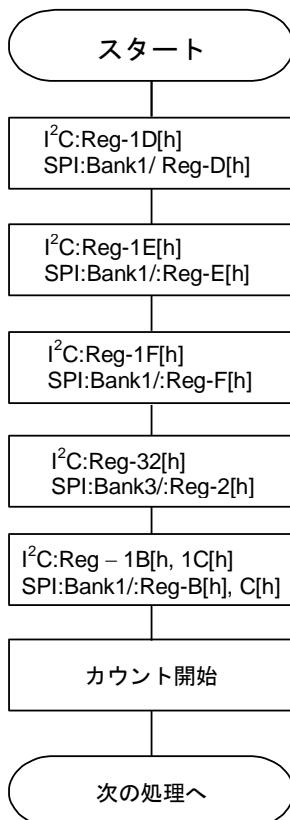 スタート
I²C:Reg-1D[h]
SPI:Bank1/ Reg-D[h]
I²C:Reg-1E[h]
SPI:Bank1/:Reg-E[h]
I²C:Reg-1F[h]
SPI:Bank1/:Reg-F[h]
I²C:Reg-32[h]
SPI:Bank3/:Reg-2[h]
I²C:Reg – 1B[h, 1C[h]
SPI:Bank1/:Reg-B[h], C[h]
カウント開始
次の処理へ